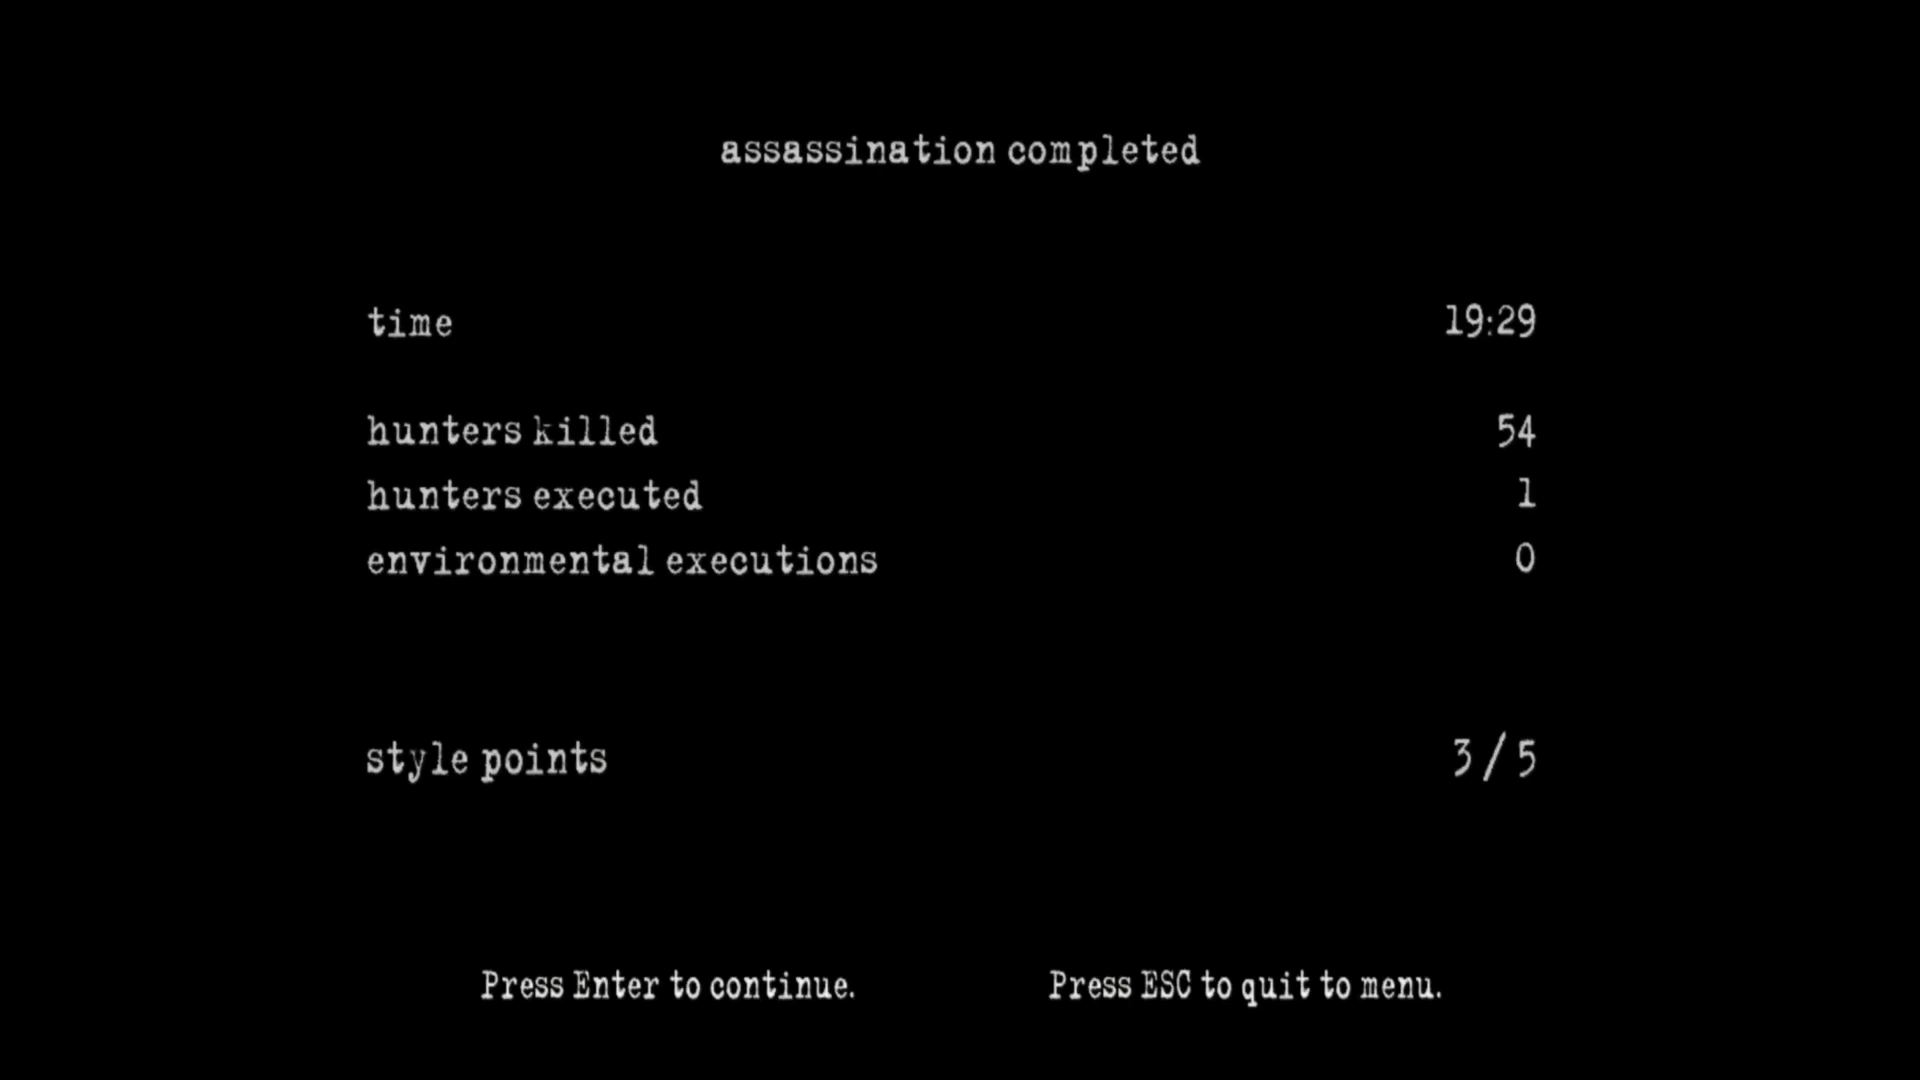 assassination completed
time 19:29
hunters killed 54
hunters executed 1
environmental executions 0
style points 3 / 5
Press Enter to continue. Press ESC to quit to menu.